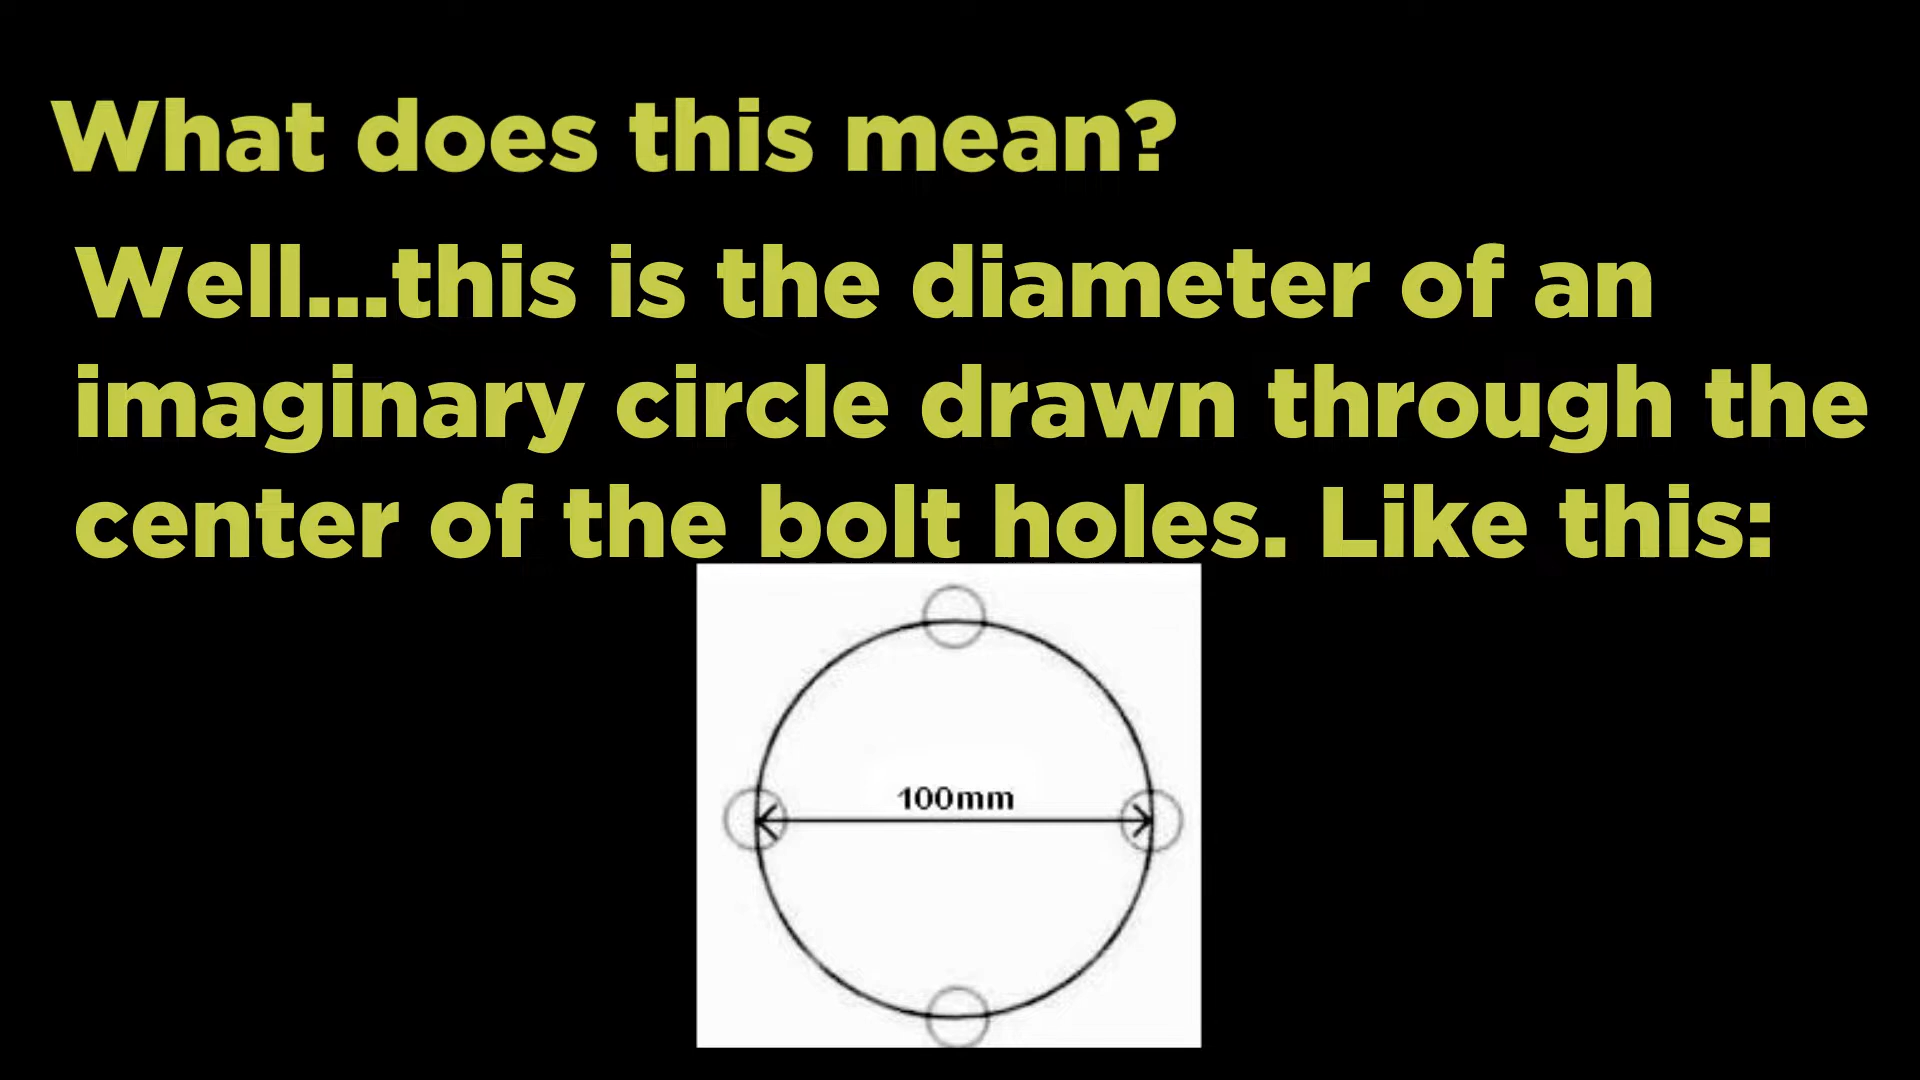 What does this mean?
Well...this is the diameter of an
imaginary circle drawn through the
center of the bolt holes. Like this:
100mm